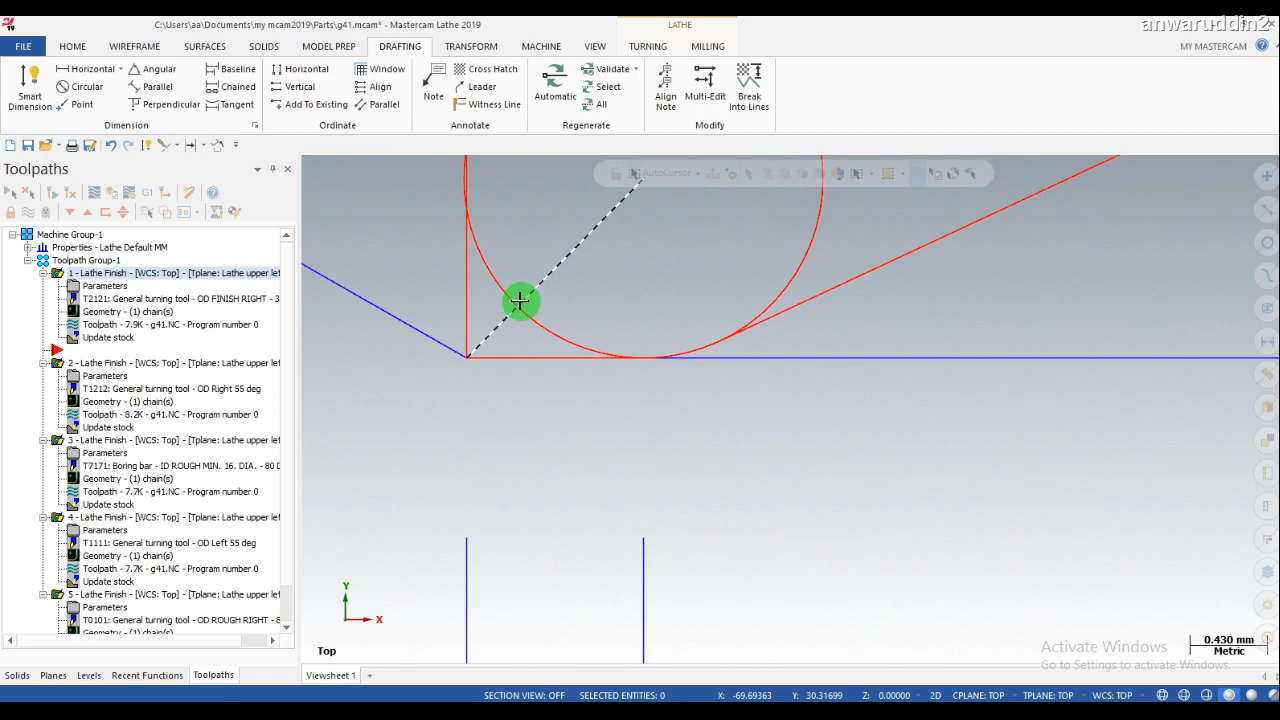 C:\Users\aa\Documents\my mcam2019\Parts\g41.mcam* - Mastercam Lathe 2019
LATHE
anwaruddin2
FILE HOME WIREFRAME SURFACES SOLIDS MODEL PREP DRAFTING TRANSFORM MACHINE VIEW TURNING MILLING MY MASTERCAM
Smart Dimension
Horizontal Angular Baseline
Circular Parallel Chained
Point Perpendicular Tangent
Dimension
Horizontal Window
Vertical Align
Add To Existing Parallel
Ordinate
Note
Cross Hatch
Leader
Witness Line
Annotate
Automatic
Validate
Select
All
Regenerate
Align Note
Multi-Edit
Break Into Lines
Modify
Toolpaths
AutoCursor
G1
Machine Group-1
Properties - Lathe Default MM
Toolpath Group-1
1 - Lathe Finish - [WCS: Top] - [Tplane: Lathe upper lef
Parameters
T2121: General turning tool - OD FINISH RIGHT - 3
Geometry - (1) chain(s)
Toolpath - 7.9K - g41.NC - Program number 0
Update stock
2 - Lathe Finish - [WCS: Top] - [Tplane: Lathe upper lef
Parameters
T1212: General turning tool - OD Right 55 deg
Geometry - (1) chain(s)
Toolpath - 8.2K - g41.NC - Program number 0
Update stock
3 - Lathe Finish - [WCS: Top] - [Tplane: Lathe upper lef
Parameters
T7171: Boring bar - ID ROUGH MIN. 16. DIA. - 80 D
Geometry - (1) chain(s)
Toolpath - 7.7K - g41.NC - Program number 0
Update stock
4 - Lathe Finish - [WCS: Top] - [Tplane: Lathe upper lef
Parameters
T1111: General turning tool - OD Left 55 deg
Geometry - (1) chain(s)
Toolpath - 7.7K - g41.NC - Program number 0
Update stock
5 - Lathe Finish - [WCS: Top] - [Tplane: Lathe upper lef
Parameters
T0101: General turning tool - OD ROUGH RIGHT - 8
Geometry - (1) chain(s)
Y
X
Top
Activate Windows
Go to Settings to activate Windows.
0.430 mm
Metric
Solids Planes Levels Recent Functions Toolpaths
Viewsheet 1 +
SECTION VIEW: OFF SELECTED ENTITIES: 0 X: -69.69363 Y: 30.31699 Z: 0.00000 2D CPLANE: TOP TPLANE: TOP WCS: TOP